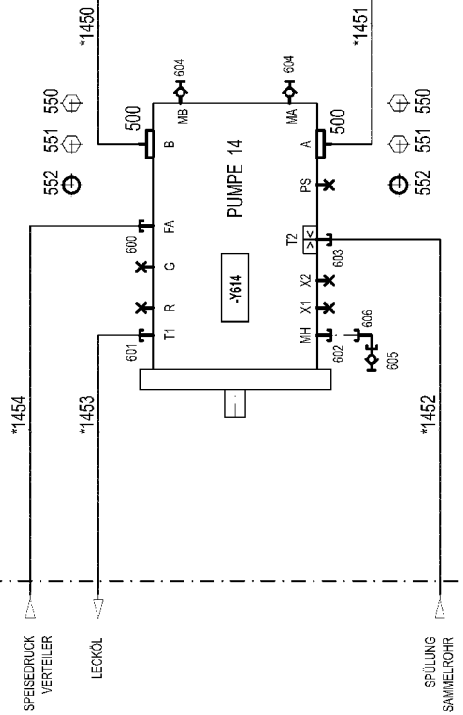 *1450
*1451
604
604
550
551
552
500
MB
MA
500
550
551
552
B
A
PUMPE 14
PS
FA
600
G
-Y614
T2
> <
603
R
X2
X1
601
T1
MH
602
606
605
*1454
*1453
*1452
SPEISEDRUCK
VERTEILER
LECKÖL
SPÜLUNG
SAMMELROHR